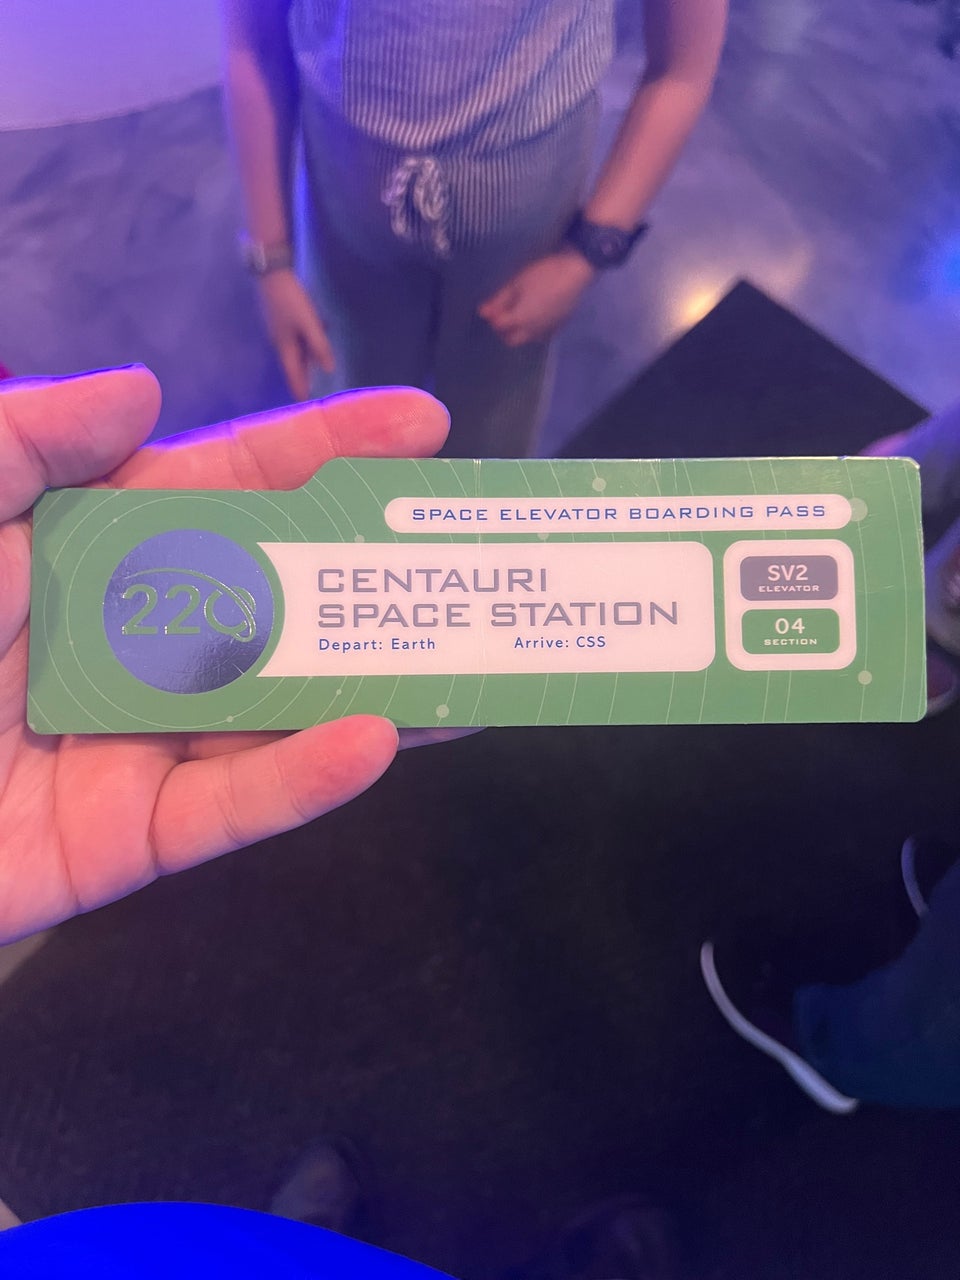 SPACE ELEVATOR BOARDING PASS
220
CENTAURI
SPACE STATION
Depart: Earth Arrive: CSS
SV2
ELEVATOR
04
SECTION